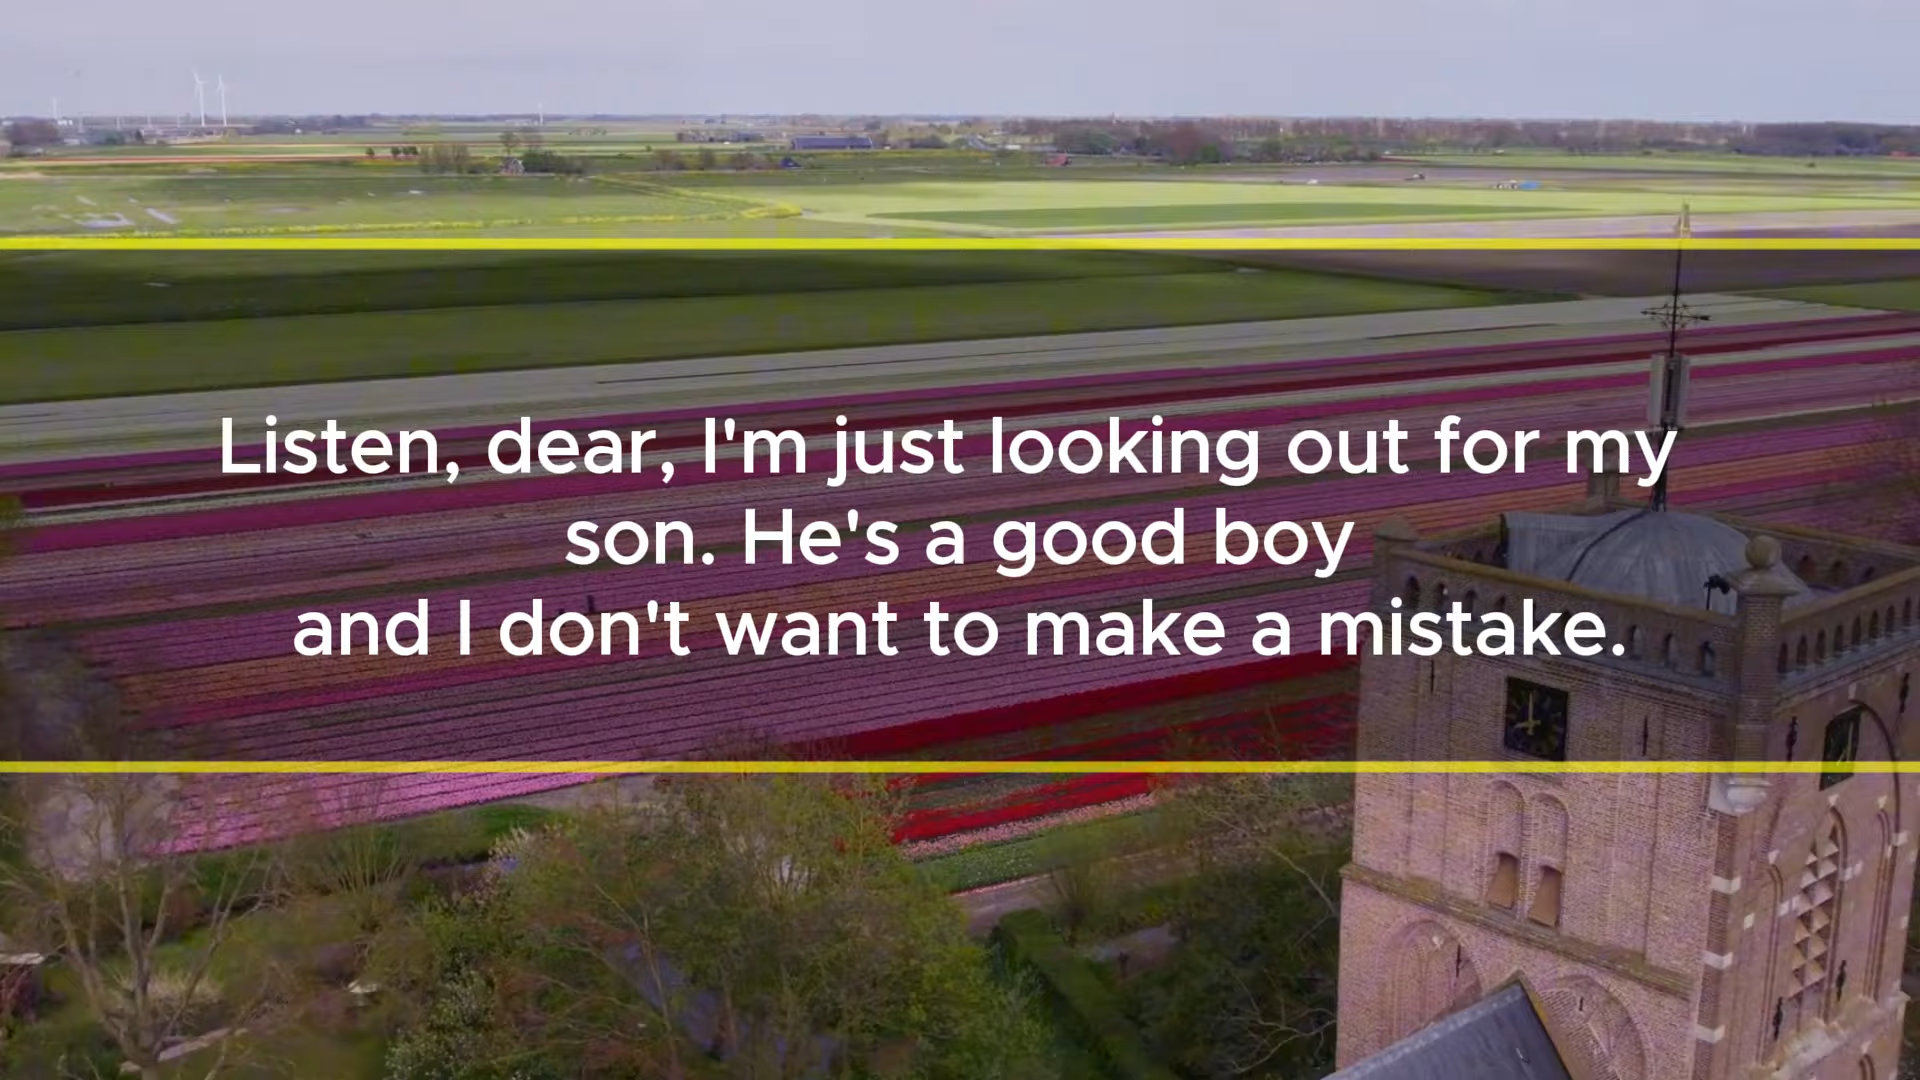 Listen, dear, I'm just looking out for my
son. He's a good boy
and I don't want to make a mistake.